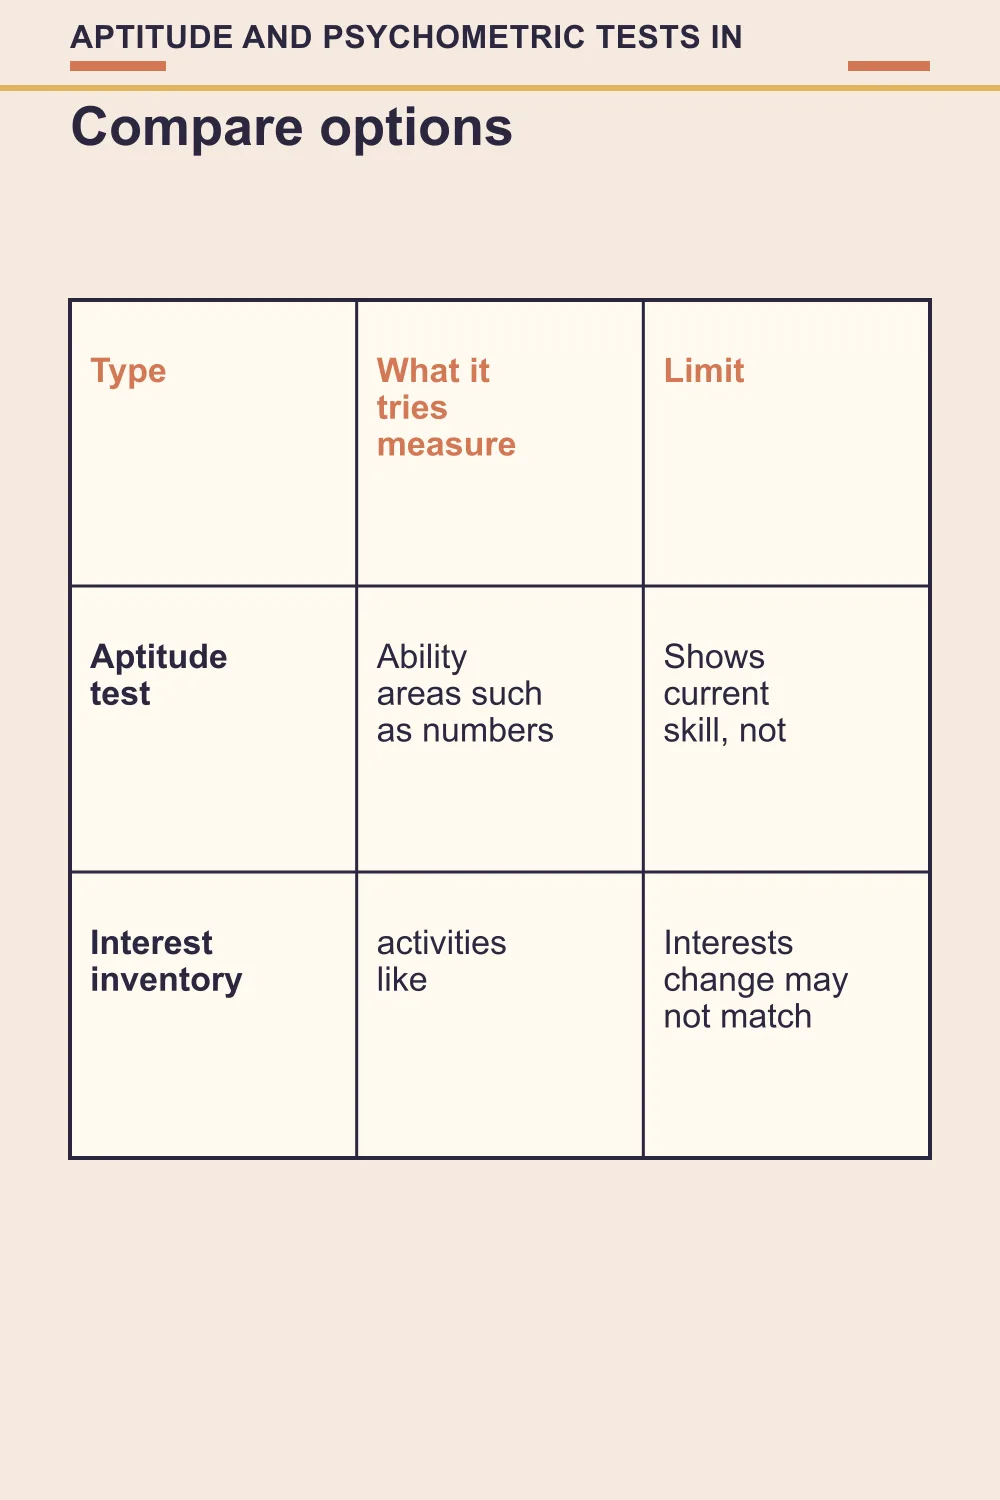 APTITUDE AND PSYCHOMETRIC TESTS IN
Compare options
Type
What it
tries
measure
Limit
Aptitude
test
Ability
areas such
as numbers
Shows
current
skill, not
Interest
inventory
activities
like
Interests
change may
not match